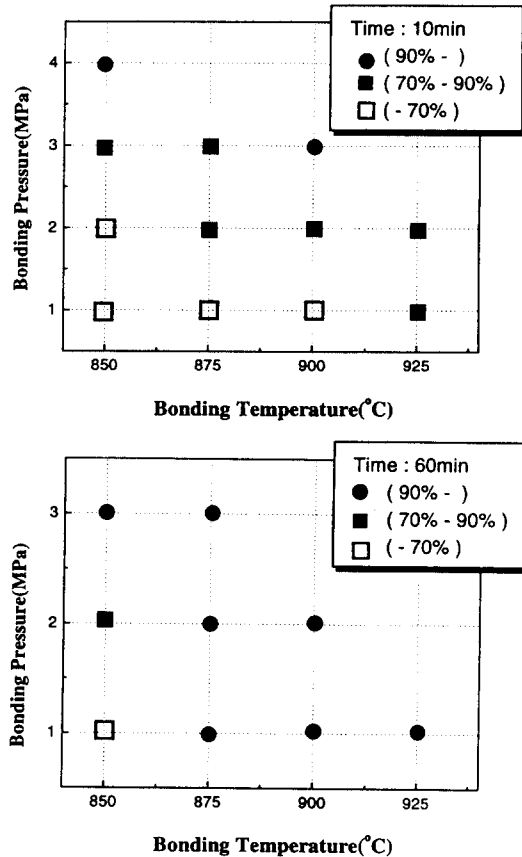 Time : 10min
( 90% - )
( 70% - 90% )
( - 70% )
4
3
2
1
Bonding Pressure(MPa)
850
875
900
925
Bonding Temperature(°C)
Time : 60min
( 90% - )
( 70% - 90% )
( - 70% )
3
2
1
Bonding Pressure(MPa)
850
875
900
925
Bonding Temperature(°C)